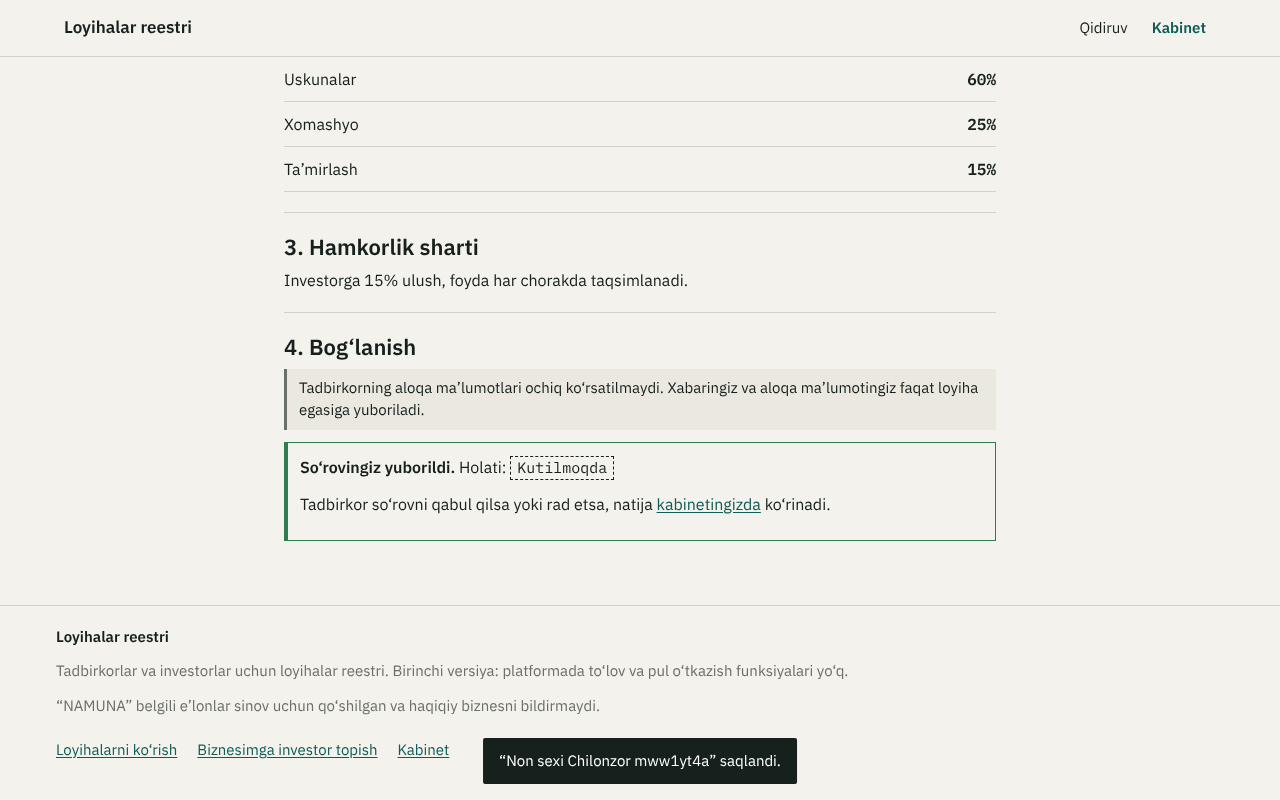 Loyihalar reestri
Qidiruv
Kabinet
Uskunalar 60%
Xomashyo 25%
Ta’mirlash 15%
3. Hamkorlik sharti
Investorga 15% ulush, foyda har chorakda taqsimlanadi.
4. Bog‘lanish
Tadbirkorning aloqa ma’lumotlari ochiq ko‘rsatilmaydi. Xabaringiz va aloqa ma’lumotingiz faqat loyiha
egasiga yuboriladi.
So‘rovingiz yuborildi. Holati: Kutilmoqda
Tadbirkor so‘rovni qabul qilsa yoki rad etsa, natija kabinetingizda ko‘rinadi.
Loyihalar reestri
Tadbirkorlar va investorlar uchun loyihalar reestri. Birinchi versiya: platformada to‘lov va pul o‘tkazish funksiyalari yo‘q.
“NAMUNA” belgili e’lonlar sinov uchun qo‘shilgan va haqiqiy biznesni bildirmaydi.
Loyihalarni ko‘rish Biznesimga investor topish Kabinet
“Non sexi Chilonzor mww1yt4a” saqlandi.